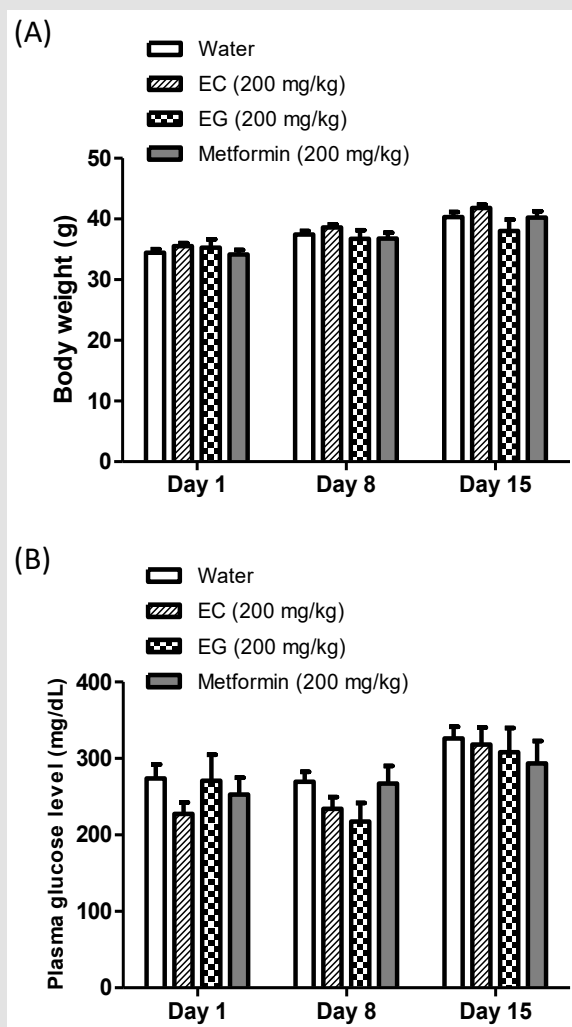 (A)
Water
EC (200 mg/kg)
EG (200 mg/kg)
Metformin (200 mg/kg)
Body weight (g)
50
40
30
20
10
0
Day 1 Day 8 Day 15
(B)
Water
EC (200 mg/kg)
EG (200 mg/kg)
Metformin (200 mg/kg)
Plasma glucose level (mg/dL)
400
300
200
100
0
Day 1 Day 8 Day 15